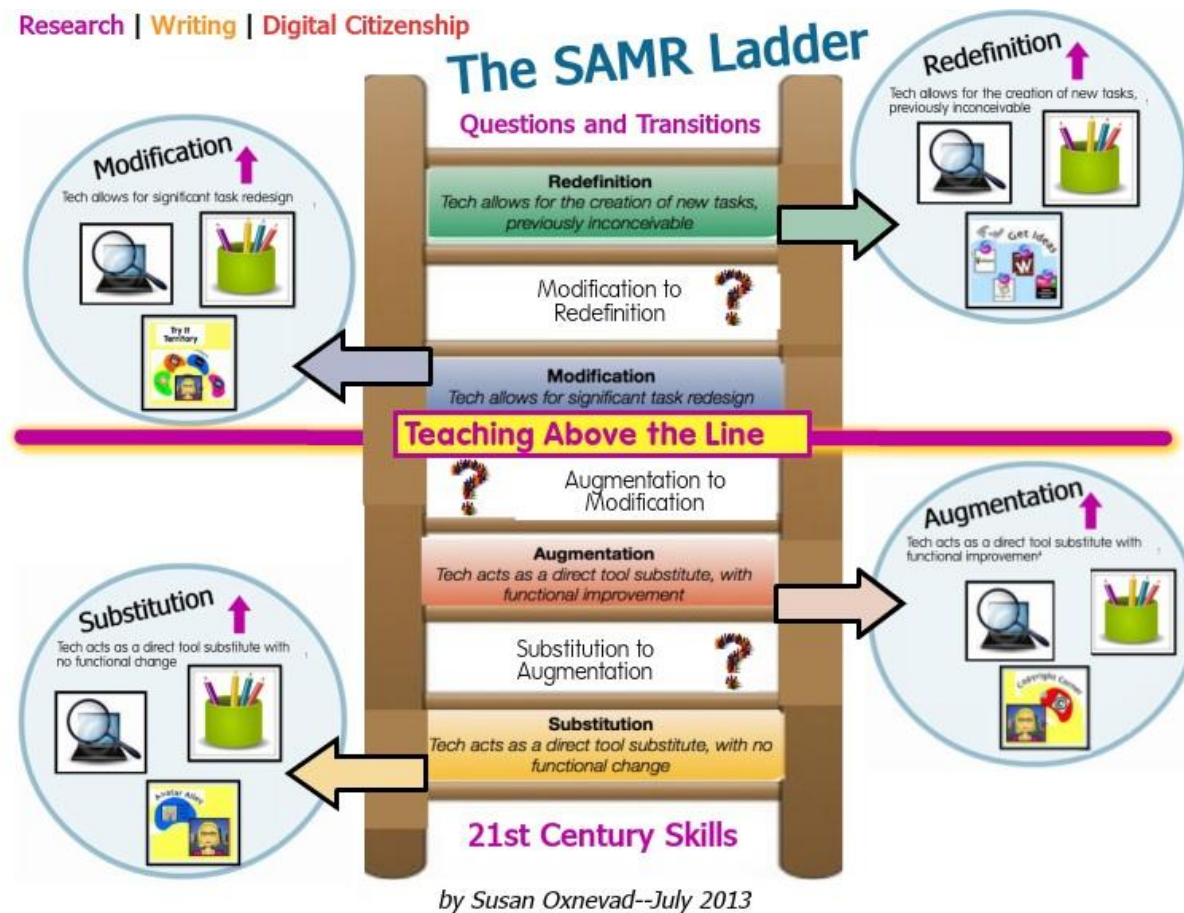 Research | Writing | Digital Citizenship
The SAMR Ladder
Questions and Transitions
Redefinition
Tech allows for the creation of new tasks,
previously inconceivable
Get Ideas
W
Modification
Tech allows for significant task redesign
Try It
Territory
Redefinition
Tech allows for the creation of new tasks,
previously inconceivable
Modification to
Redefinition
?
Modification
Tech allows for significant task redesign
Teaching Above the Line
?
Augmentation to
Modification
Augmentation
Tech acts as a direct tool substitute, with
functional improvement
Augmentation
Tech acts as a direct tool substitute with
functional improvement
Copyright Corner
Substitution
Tech acts as a direct tool substitute with
no functional change
Avatar Alley
Substitution to
Augmentation
?
Substitution
Tech acts as a direct tool substitute, with no
functional change
21st Century Skills
by Susan Oxnevad--July 2013